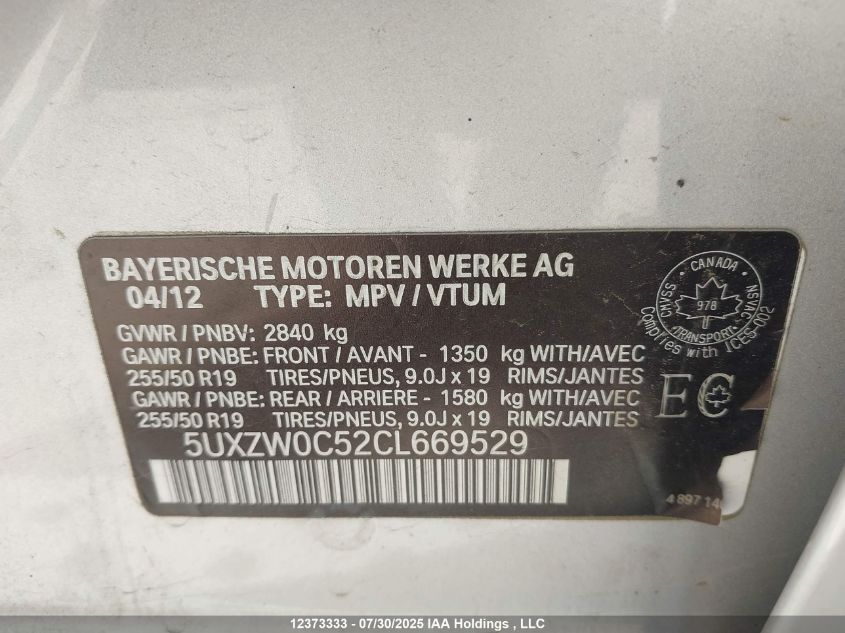 BAYERISCHE MOTOREN WERKE AG
04/12 TYPE: MPV / VTUM
GVWR / PNBV: 2840 kg
GAWR / PNBE: FRONT / AVANT - 1350 kg WITH/AVEC
255/50 R19 TIRES/PNEUS, 9.0J x 19 RIMS/JANTES
GAWR / PNBE: REAR / ARRIERE - 1580 kg WITH/AVEC
255/50 R19 TIRES/PNEUS, 9.0J x 19 RIMS/JANTES
5UXZW0C52CL669529
CANADA
CMVSS
NSVAC
978
TRANSPORT
Complies with ICES-002
EC
12373333 - 07/30/2025 IAA Holdings , LLC